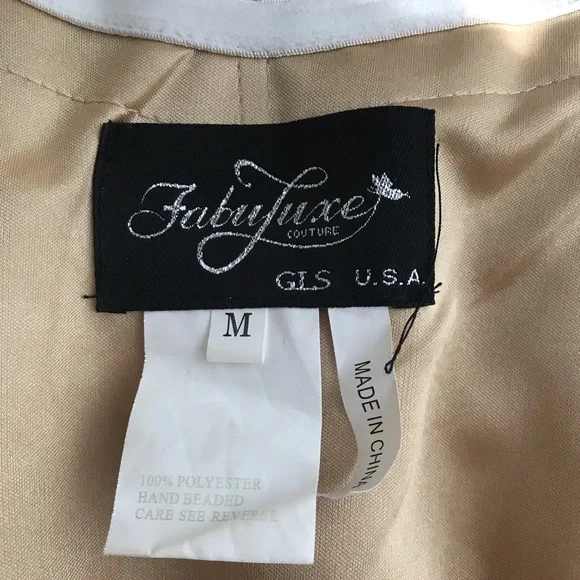 FabuLuxe
COUTURE
GLS U.S.A.
M
MADE IN CHINA
100% POLYESTER
HAND BEADED
CARE SEE REVERSE